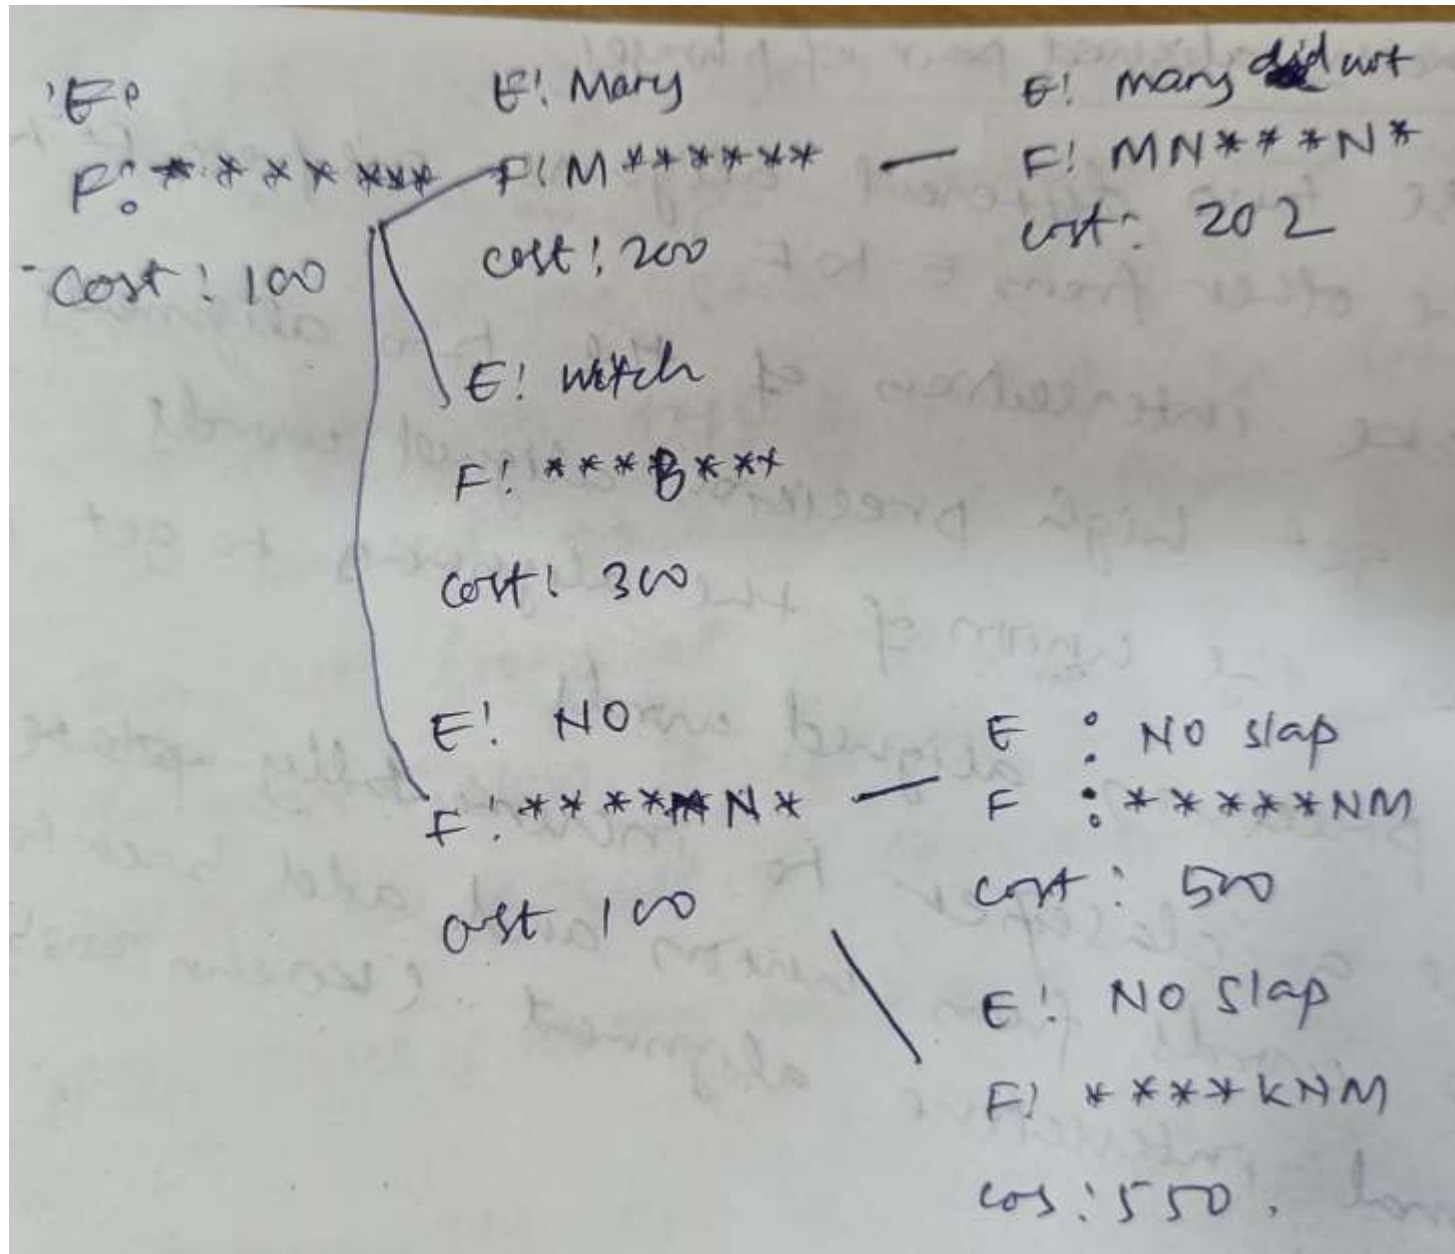 E:
F: *******
Cost: 100
E: Mary
F: M******
cost: 200
E: mary did not
F: MN***N*
cost: 202
E: witch
F: ***B***
cost: 300
E: NO
F: *****N*
cost 100
E : NO slap
F : *****NM
cost: 500
E: NO slap
F: ****KNM
cos: 550.